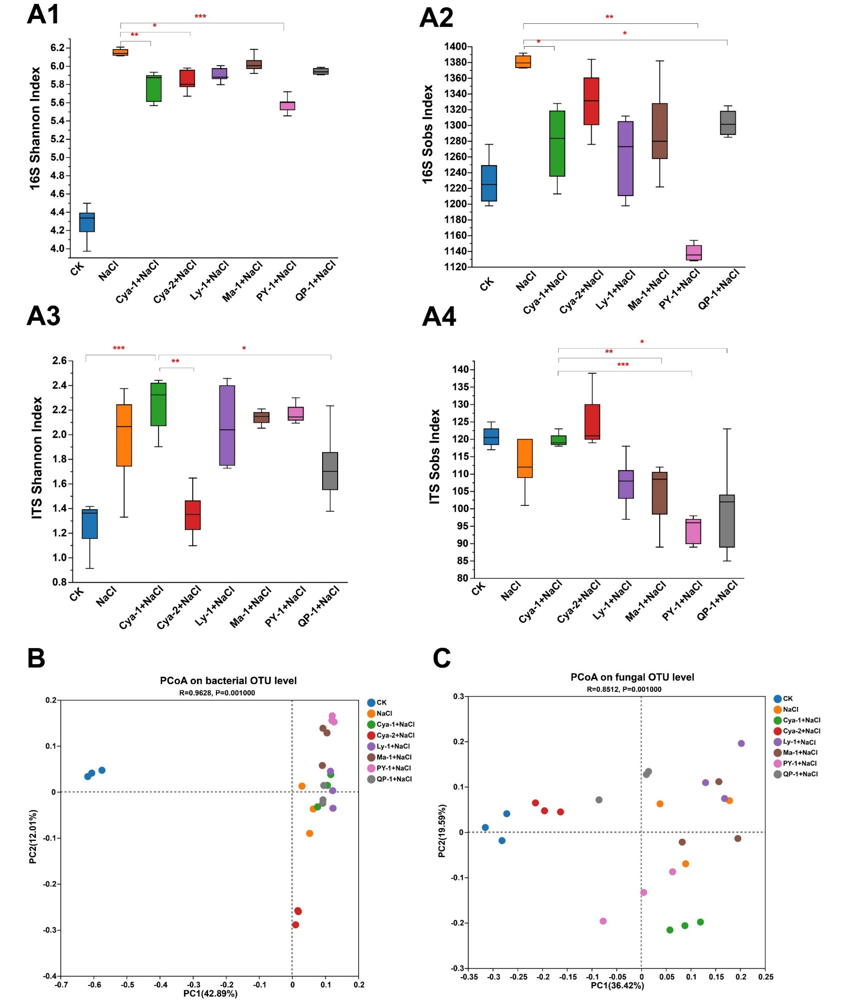 A1
***
*
**
6.2
6.0
5.8
5.6
5.4
5.2
5.0
4.8
4.6
4.4
4.2
4.0
16S Shannon Index
CK
NaCl
Cya-1+NaCl
Cya-2+NaCl
Ly-1+NaCl
Ma-1+NaCl
PY-1+NaCl
QP-1+NaCl
A2
**
*
*
1400
1380
1360
1340
1320
1300
1280
1260
1240
1220
1200
1180
1160
1140
1120
16S Sobs Index
CK
NaCl
Cya-1+NaCl
Cya-2+NaCl
Ly-1+NaCl
Ma-1+NaCl
PY-1+NaCl
QP-1+NaCl
A3
***
*
**
2.6
2.4
2.2
2.0
1.8
1.6
1.4
1.2
1.0
0.8
ITS Shannon Index
CK
NaCl
Cya-1+NaCl
Cya-2+NaCl
Ly-1+NaCl
Ma-1+NaCl
PY-1+NaCl
QP-1+NaCl
A4
*
**
***
140
135
130
125
120
115
110
105
100
95
90
85
80
ITS Sobs Index
CK
NaCl
Cya-1+NaCl
Cya-2+NaCl
Ly-1+NaCl
Ma-1+NaCl
PY-1+NaCl
QP-1+NaCl
B
PCoA on bacterial OTU level
R=0.9628, P=0.001000
0.2
0.1
0
-0.1
-0.2
-0.3
-0.4
PC2(12.01%)
-0.7 -0.6 -0.5 -0.4 -0.3 -0.2 -0.1 0 0.1 0.2
PC1(42.89%)
CK
NaCl
Cya-1+NaCl
Cya-2+NaCl
Ly-1+NaCl
Ma-1+NaCl
PY-1+NaCl
QP-1+NaCl
C
PCoA on fungal OTU level
R=0.8512, P=0.001000
0.3
0.2
0.1
0
-0.1
-0.2
-0.3
PC2(19.59%)
-0.35 -0.3 -0.25 -0.2 -0.15 -0.1 -0.05 0 0.05 0.1 0.15 0.2 0.25
PC1(36.42%)
CK
NaCl
Cya-1+NaCl
Cya-2+NaCl
Ly-1+NaCl
Ma-1+NaCl
PY-1+NaCl
QP-1+NaCl